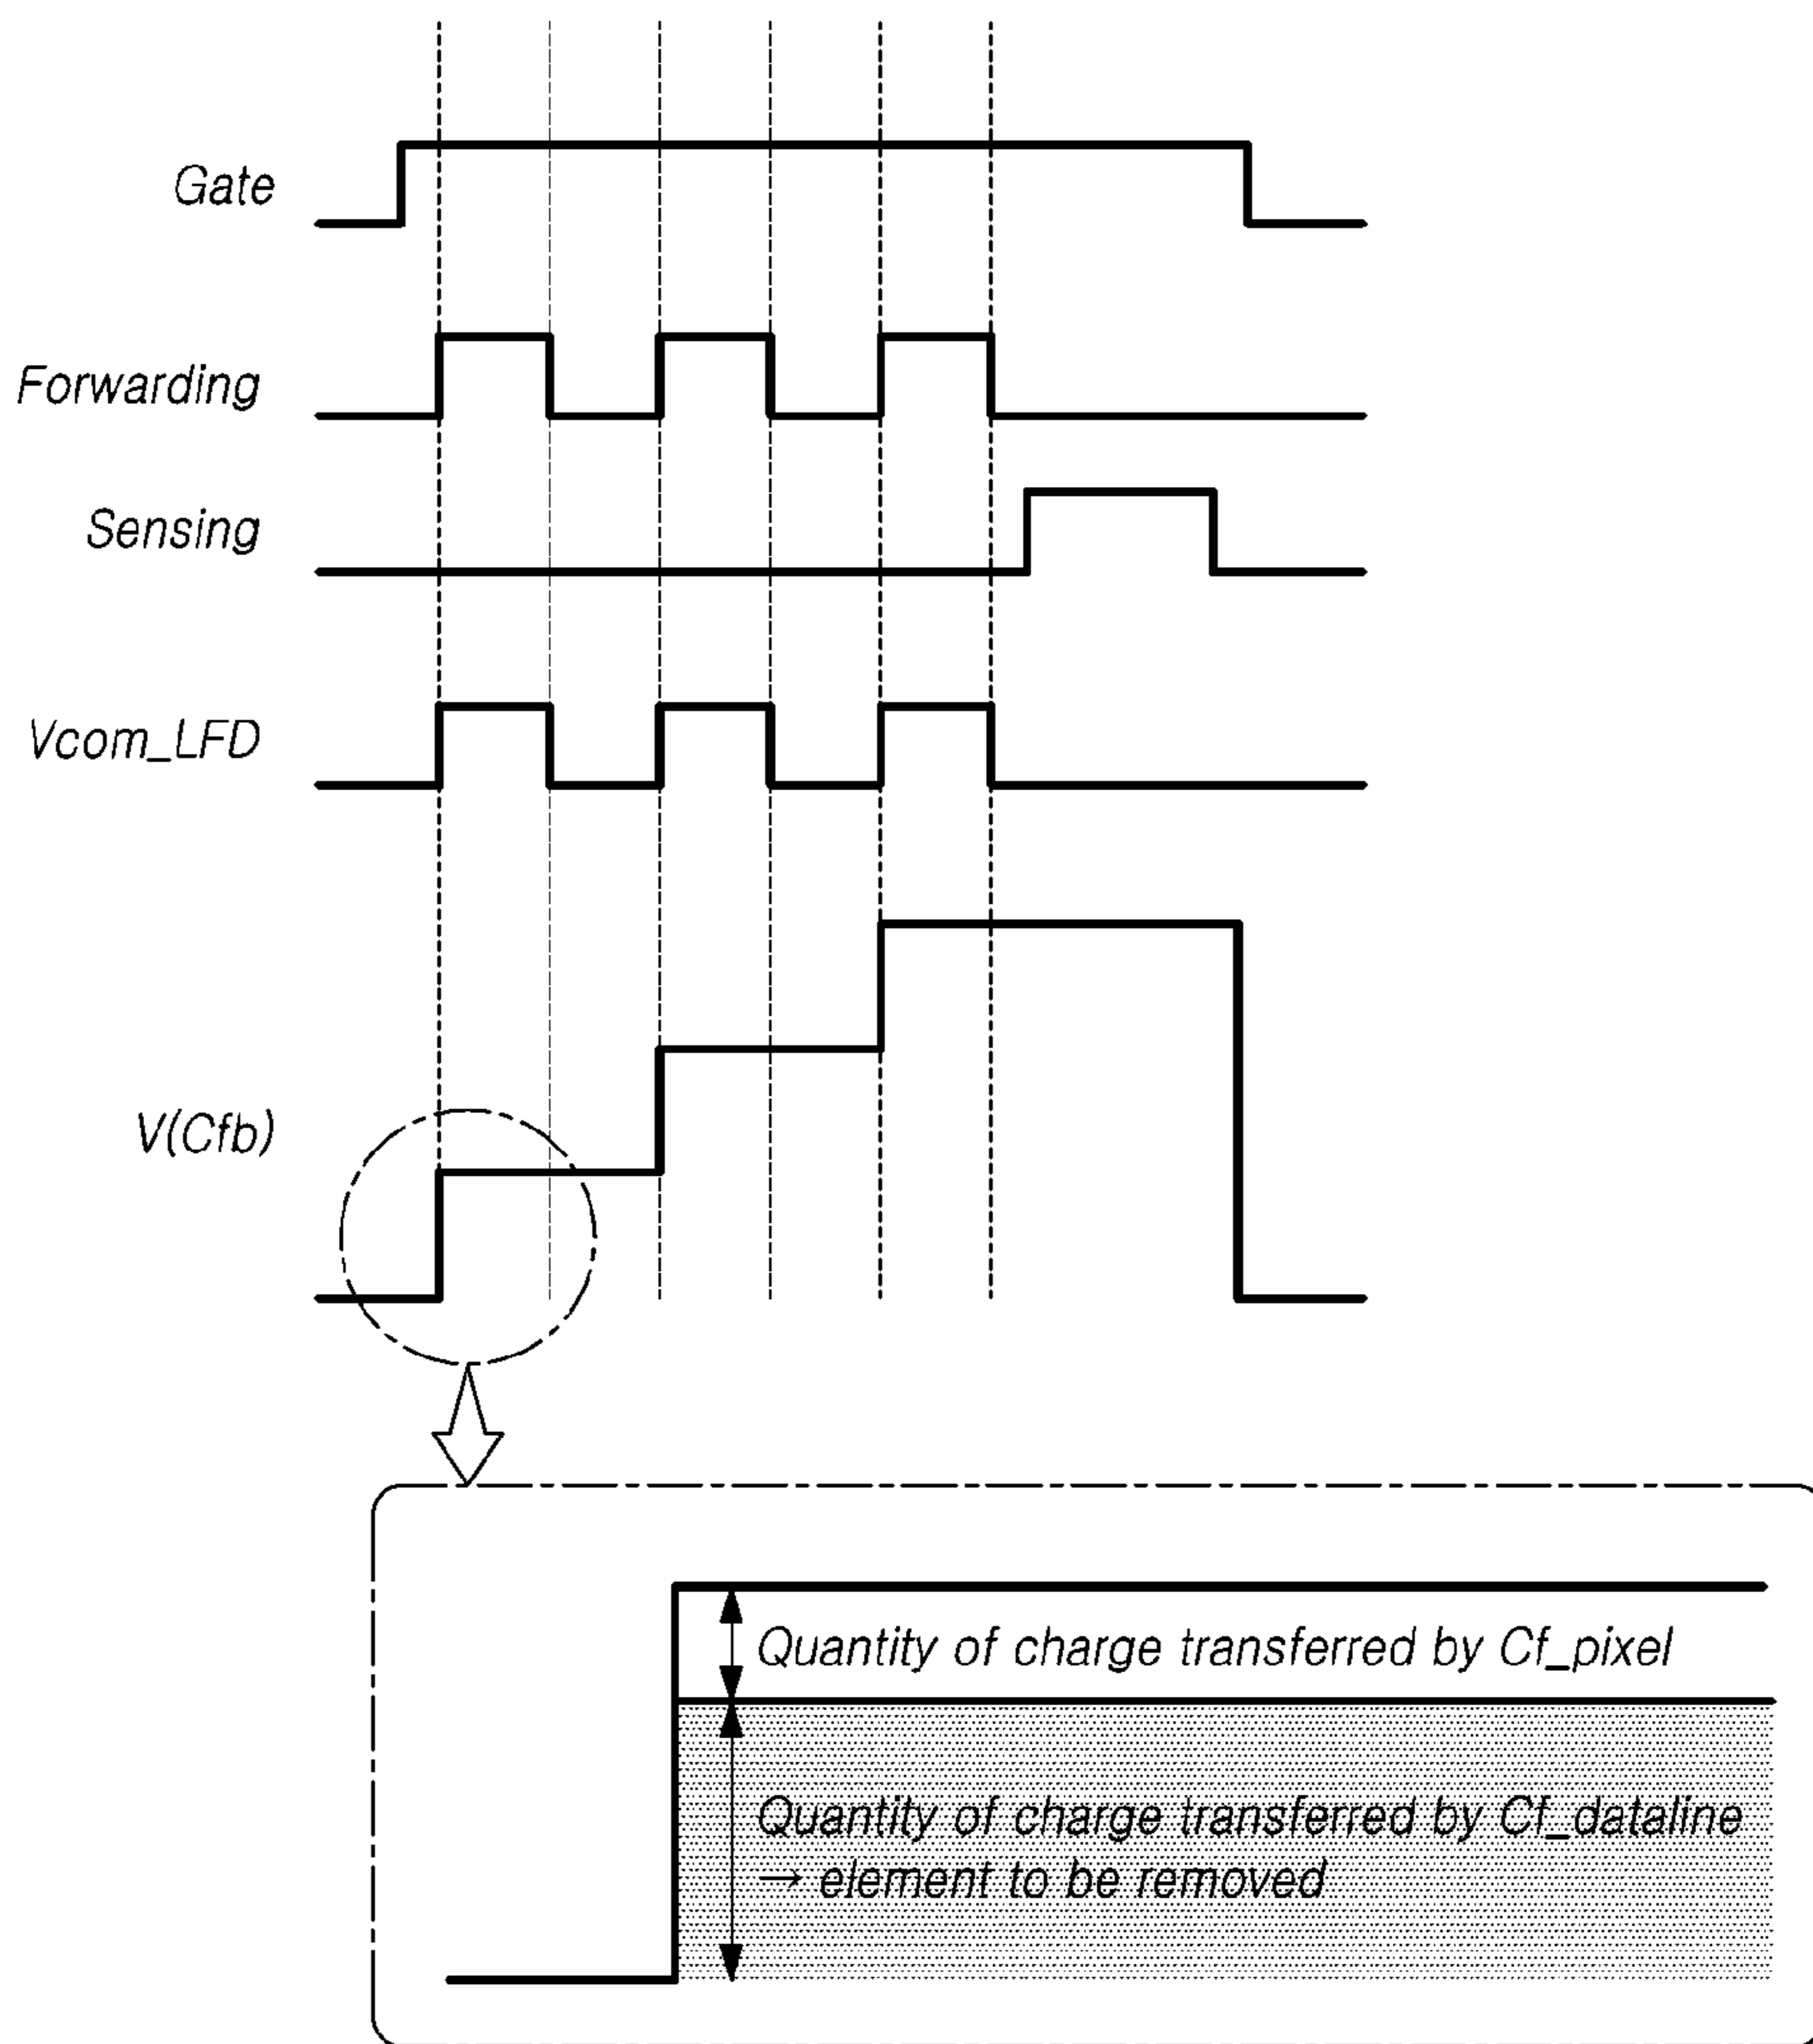 Gate
Forwarding
Sensing
Vcom_LFD
V(Cfb)
Quantity of charge transferred by Cf_pixel
Quantity of charge transferred by Cf_dataline
→ element to be removed